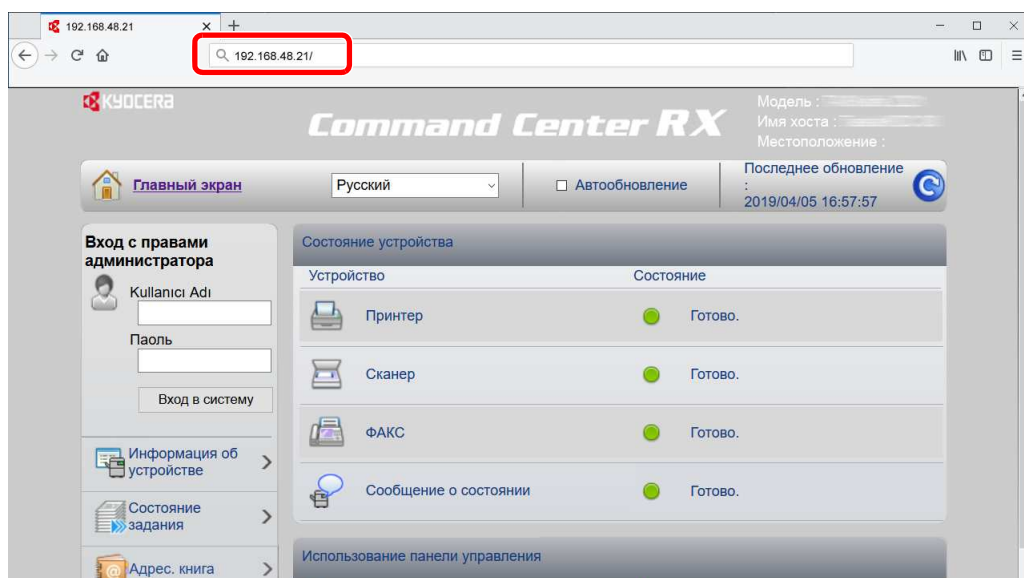 192.168.48.21
192.168.48.21/
KYOCERA
Command Center RX
Модель :
Имя хоста :
Местоположение :
Главный экран
Русский
Автообновление
Последнее обновление
:
2019/04/05 16:57:57
Вход с правами
администратора
Kullanıcı Adı
Паоль
Вход в систему
Информация об
устройстве
Состояние
задания
Адрес. книга
Состояние устройства
Устройство Состояние
Принтер Готово.
Сканер Готово.
ФАКС Готово.
Сообщение о состоянии Готово.
Использование панели управления